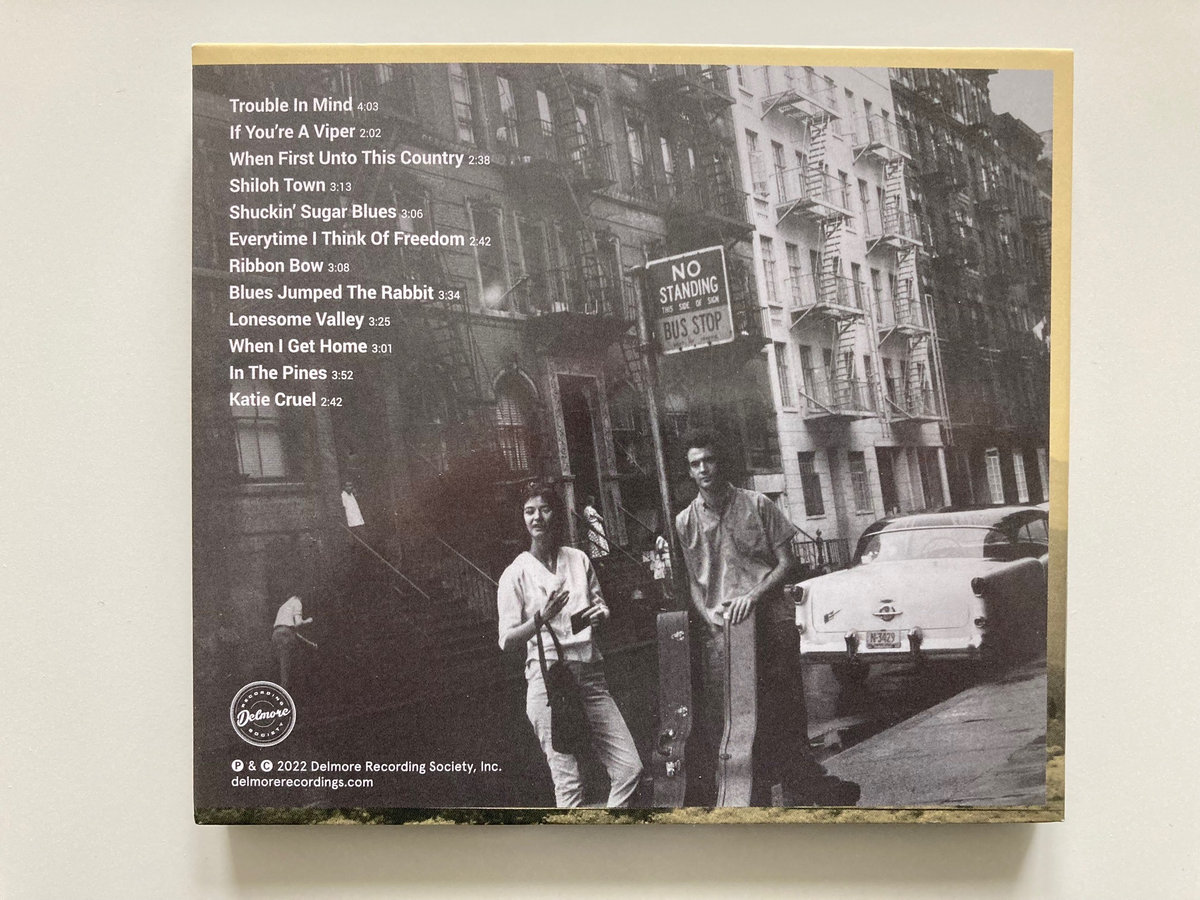 Trouble In Mind 4:03
If You're A Viper 2:02
When First Unto This Country 2:38
Shiloh Town 3:13
Shuckin' Sugar Blues 3:06
Everytime I Think Of Freedom 2:42
Ribbon Bow 3:08
Blues Jumped The Rabbit 3:34
Lonesome Valley 3:25
When I Get Home 3:01
In The Pines 3:52
Katie Cruel 2:42
NO
STANDING
THIS SIDE OF SIGN
BUS STOP
N-3429
RECORDING
Delmore
SOCIETY
℗ & © 2022 Delmore Recording Society, Inc.
delmorerecordings.com